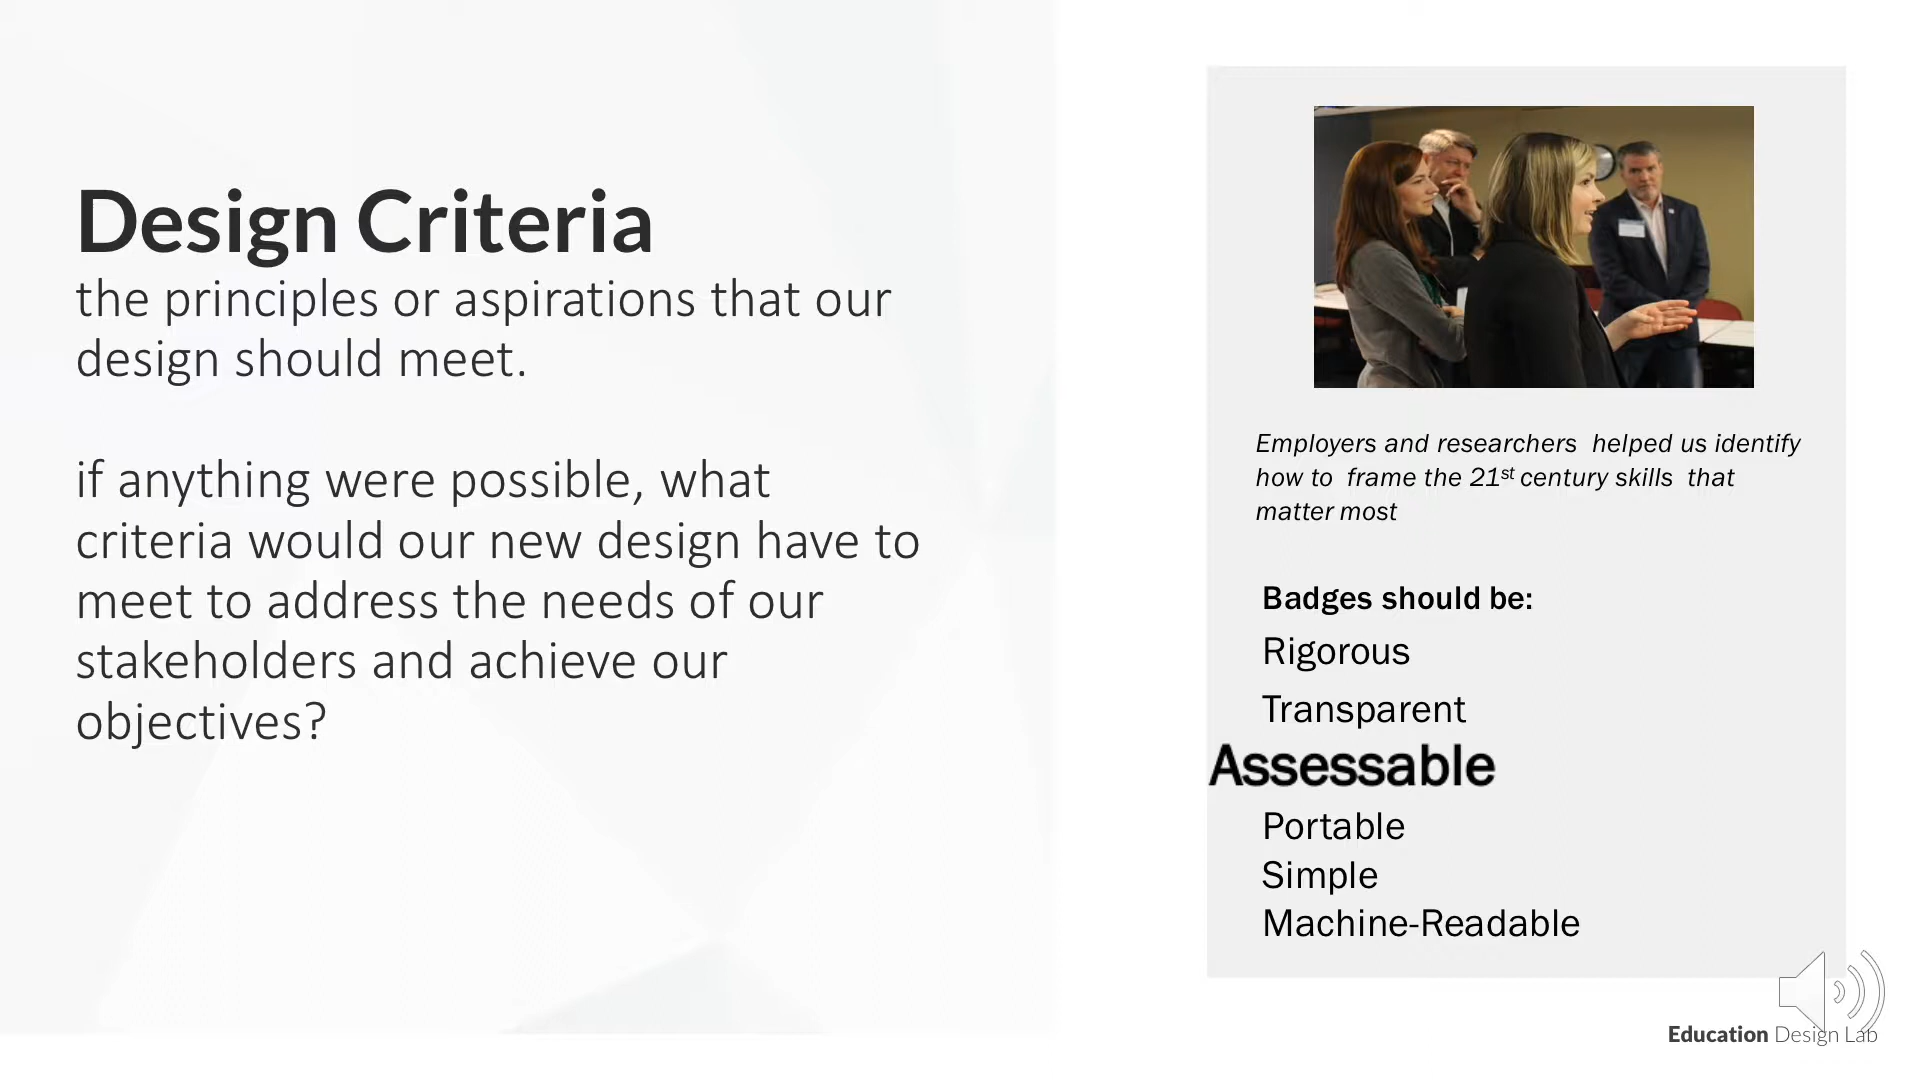 Design Criteria
the principles or aspirations that our
design should meet.
if anything were possible, what
criteria would our new design have to
meet to address the needs of our
stakeholders and achieve our
objectives?
Employers and researchers helped us identify
how to frame the 21st century skills that
matter most
Badges should be:
Rigorous
Transparent
Assessable
Portable
Simple
Machine-Readable
Education Design Lab